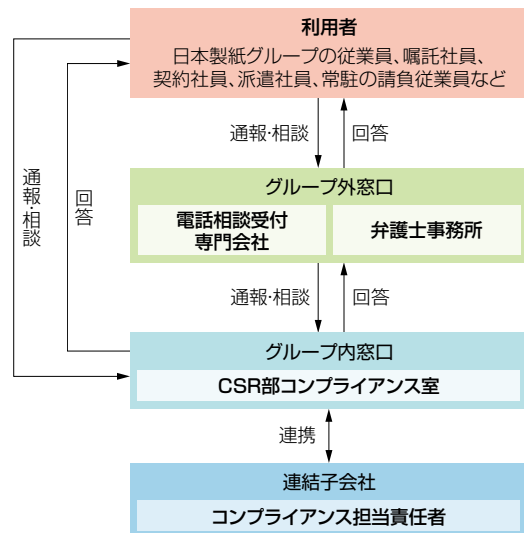 利用者
日本製紙グループの従業員、嘱託社員、
契約社員、派遣社員、常駐の請負従業員など
通報・相談
回答
通報・相談
回答
グループ外窓口
電話相談受付
専門会社
弁護士事務所
通報・相談
回答
グループ内窓口
CSR部コンプライアンス室
連携
連結子会社
コンプライアンス担当責任者